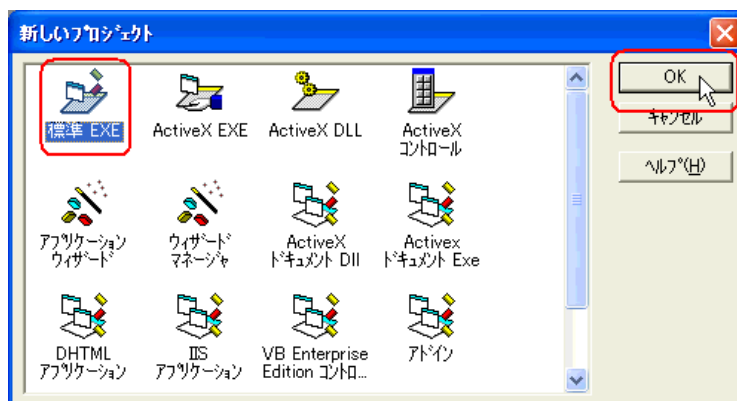 新しいプロジェクト
標準 EXE
ActiveX EXE
ActiveX DLL
ActiveX
コントロール
OK
キャンセル
ヘルプ(H)
アプリケーション
ウィザード
ウィザード
マネージャ
ActiveX
ドキュメント Dll
Activex
ドキュメント Exe
DHTML
アプリケーション
IIS
アプリケーション
VB Enterprise
Edition コントロ...
アドイン